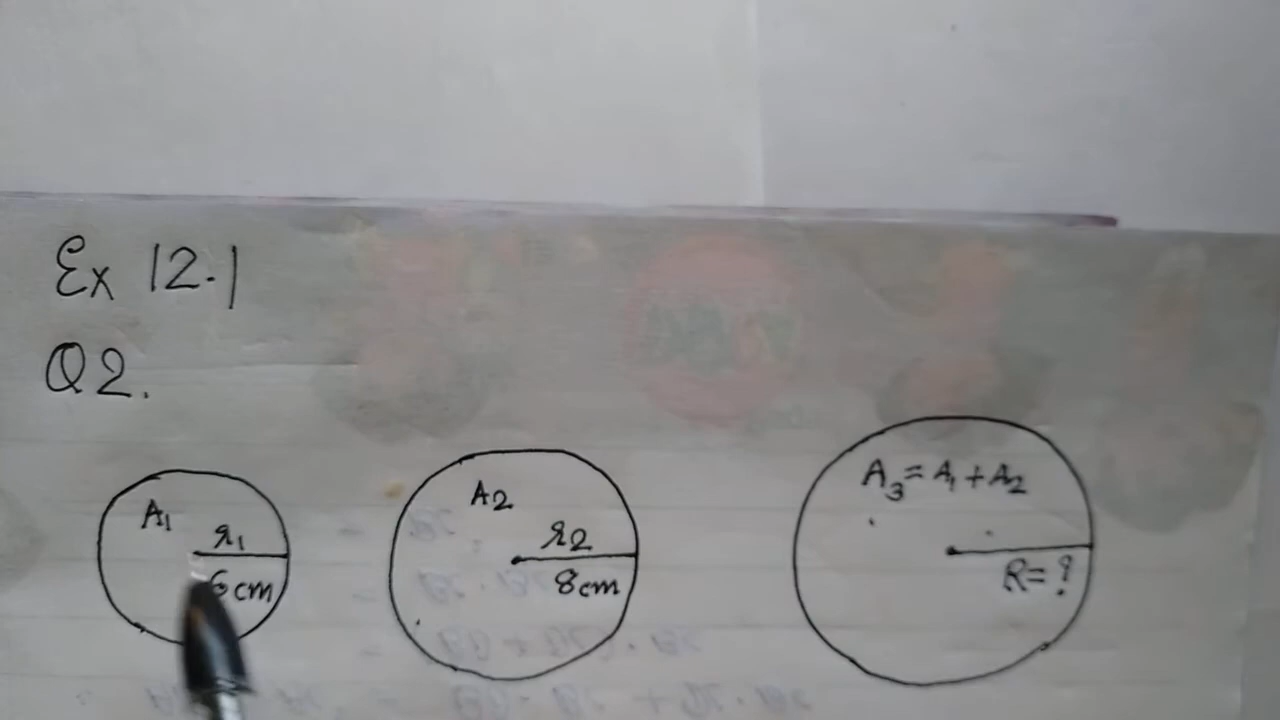 Ex 12.1
Q2.
A1
r1
6cm
A2
r2
8cm
A3 = A1 + A2
R = ?